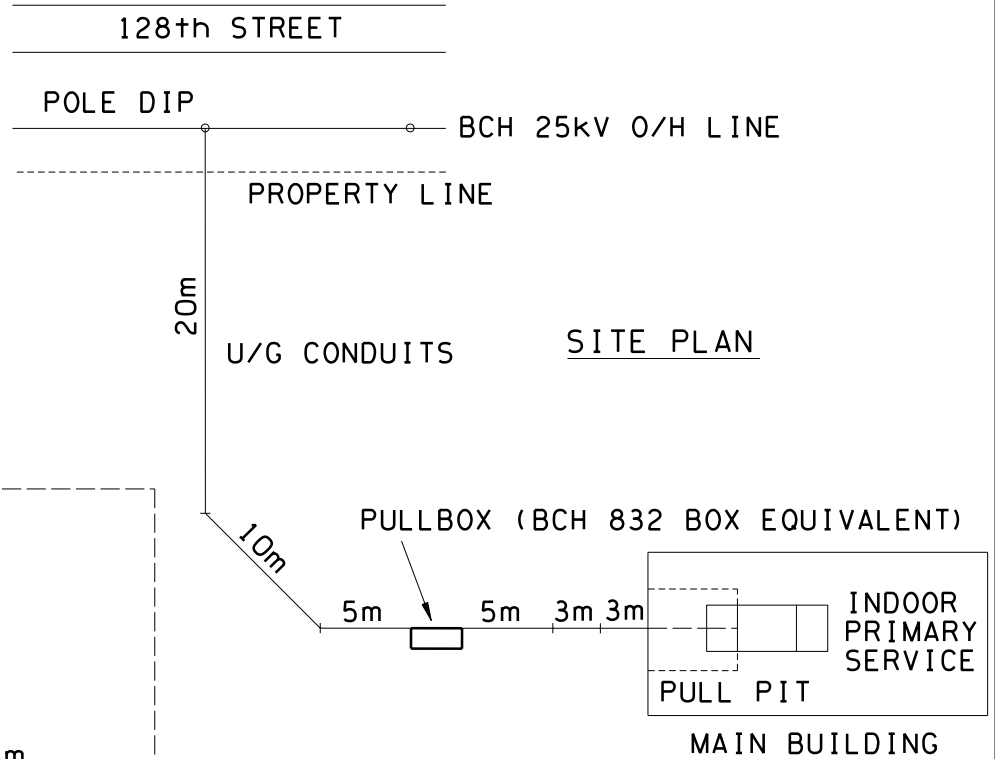 128th STREET
POLE DIP
BCH 25kV O/H LINE
PROPERTY LINE
20m
U/G CONDUITS
SITE PLAN
PULLBOX (BCH 832 BOX EQUIVALENT)
10m
5m
5m
3m
3m
INDOOR
PRIMARY
SERVICE
PULL PIT
MAIN BUILDING
m